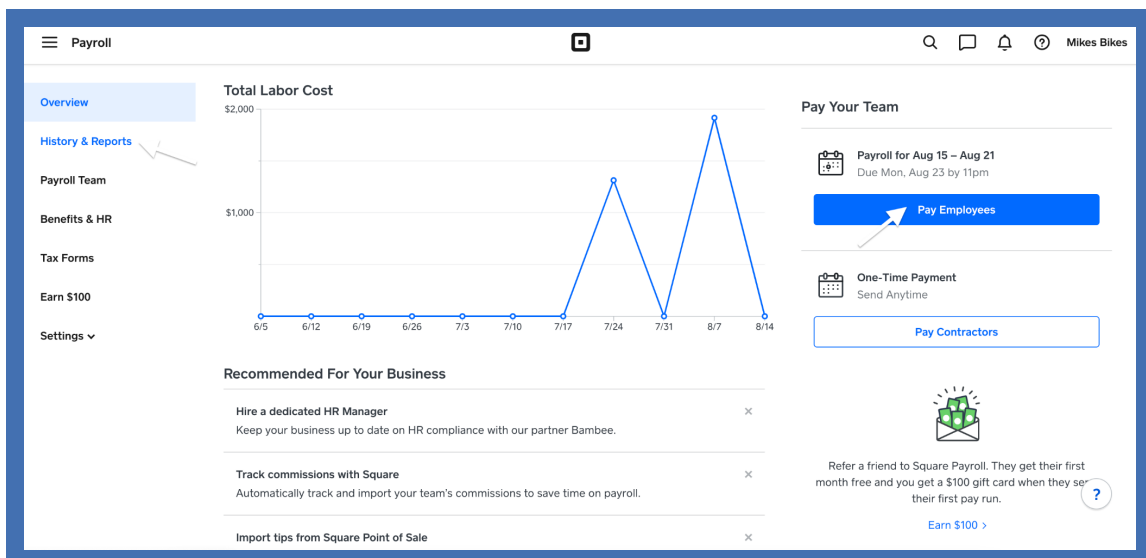 Payroll
Mikes Bikes
Overview
History & Reports
Payroll Team
Benefits & HR
Tax Forms
Earn $100
Settings
Total Labor Cost
$2,000
$1,000
6/5
6/12
6/19
6/26
7/3
7/10
7/17
7/24
7/31
8/7
8/14
Recommended For Your Business
Hire a dedicated HR Manager
Keep your business up to date on HR compliance with our partner Bambee.
Track commissions with Square
Automatically track and import your team's commissions to save time on payroll.
Import tips from Square Point of Sale
Pay Your Team
Payroll for Aug 15 – Aug 21
Due Mon, Aug 23 by 11pm
Pay Employees
One-Time Payment
Send Anytime
Pay Contractors
Refer a friend to Square Payroll. They get their first
month free and you get a $100 gift card when they
their first pay run.
?
Earn $100 >